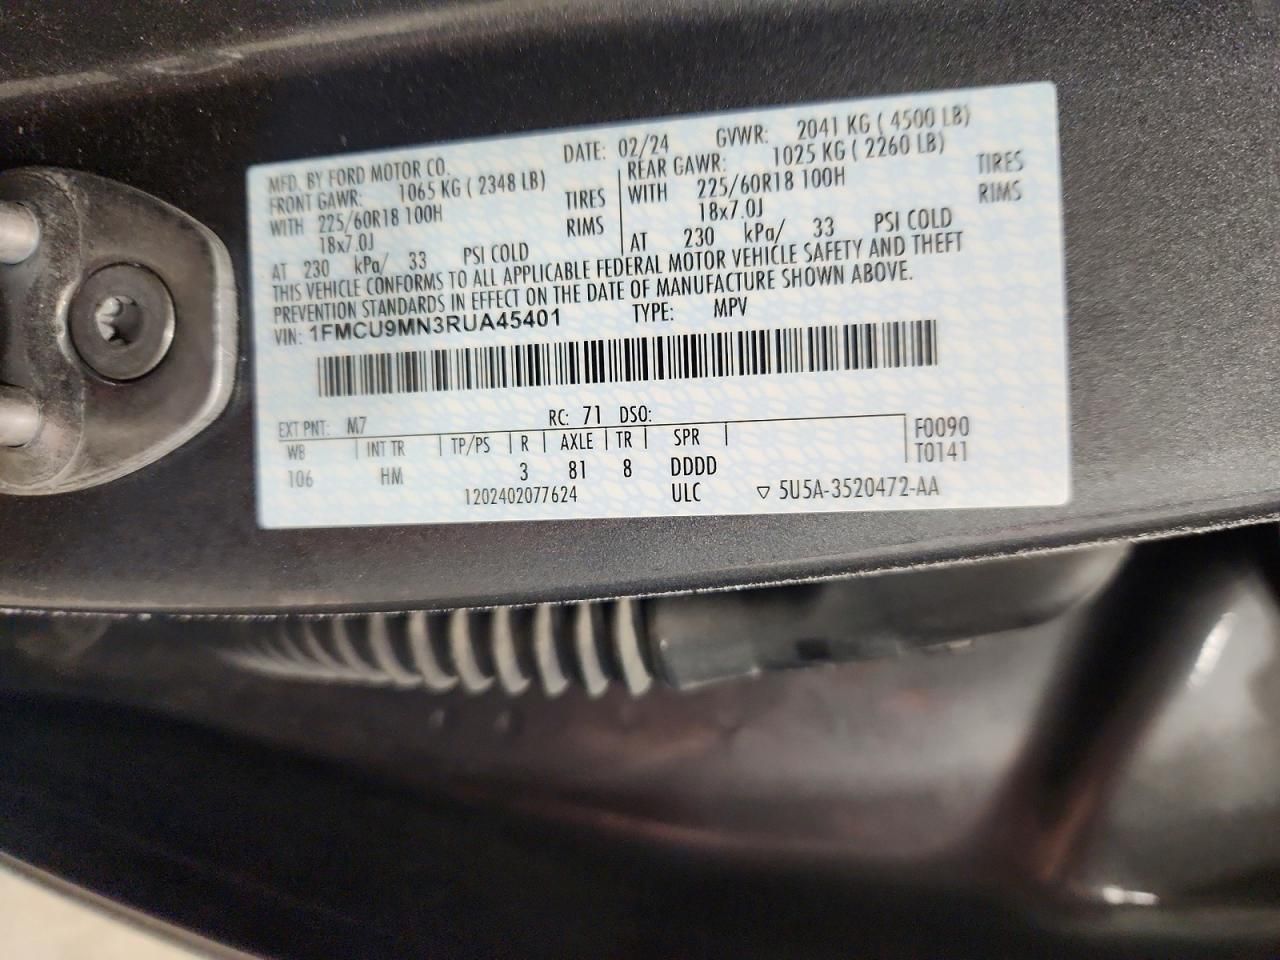 MFD. BY FORD MOTOR CO. DATE: 02/24 GVWR: 2041 KG ( 4500 LB)
FRONT GAWR: 1065 KG ( 2348 LB) REAR GAWR: 1025 KG ( 2260 LB)
WITH 225/60R18 100H TIRES WITH 225/60R18 100H TIRES
18x7.0J RIMS 18x7.0J RIMS
AT 230 kPa/ 33 PSI COLD AT 230 kPa/ 33 PSI COLD
THIS VEHICLE CONFORMS TO ALL APPLICABLE FEDERAL MOTOR VEHICLE SAFETY AND THEFT
PREVENTION STANDARDS IN EFFECT ON THE DATE OF MANUFACTURE SHOWN ABOVE.
VIN: 1FMCU9MN3RUA45401 TYPE: MPV
EXT PNT: M7 RC: 71 DSO:
WB INT TR TP/PS R AXLE TR SPR F0090
106 HM 3 81 8 DDDD T0141
1202402077624 ULC ▽ 5U5A-3520472-AA